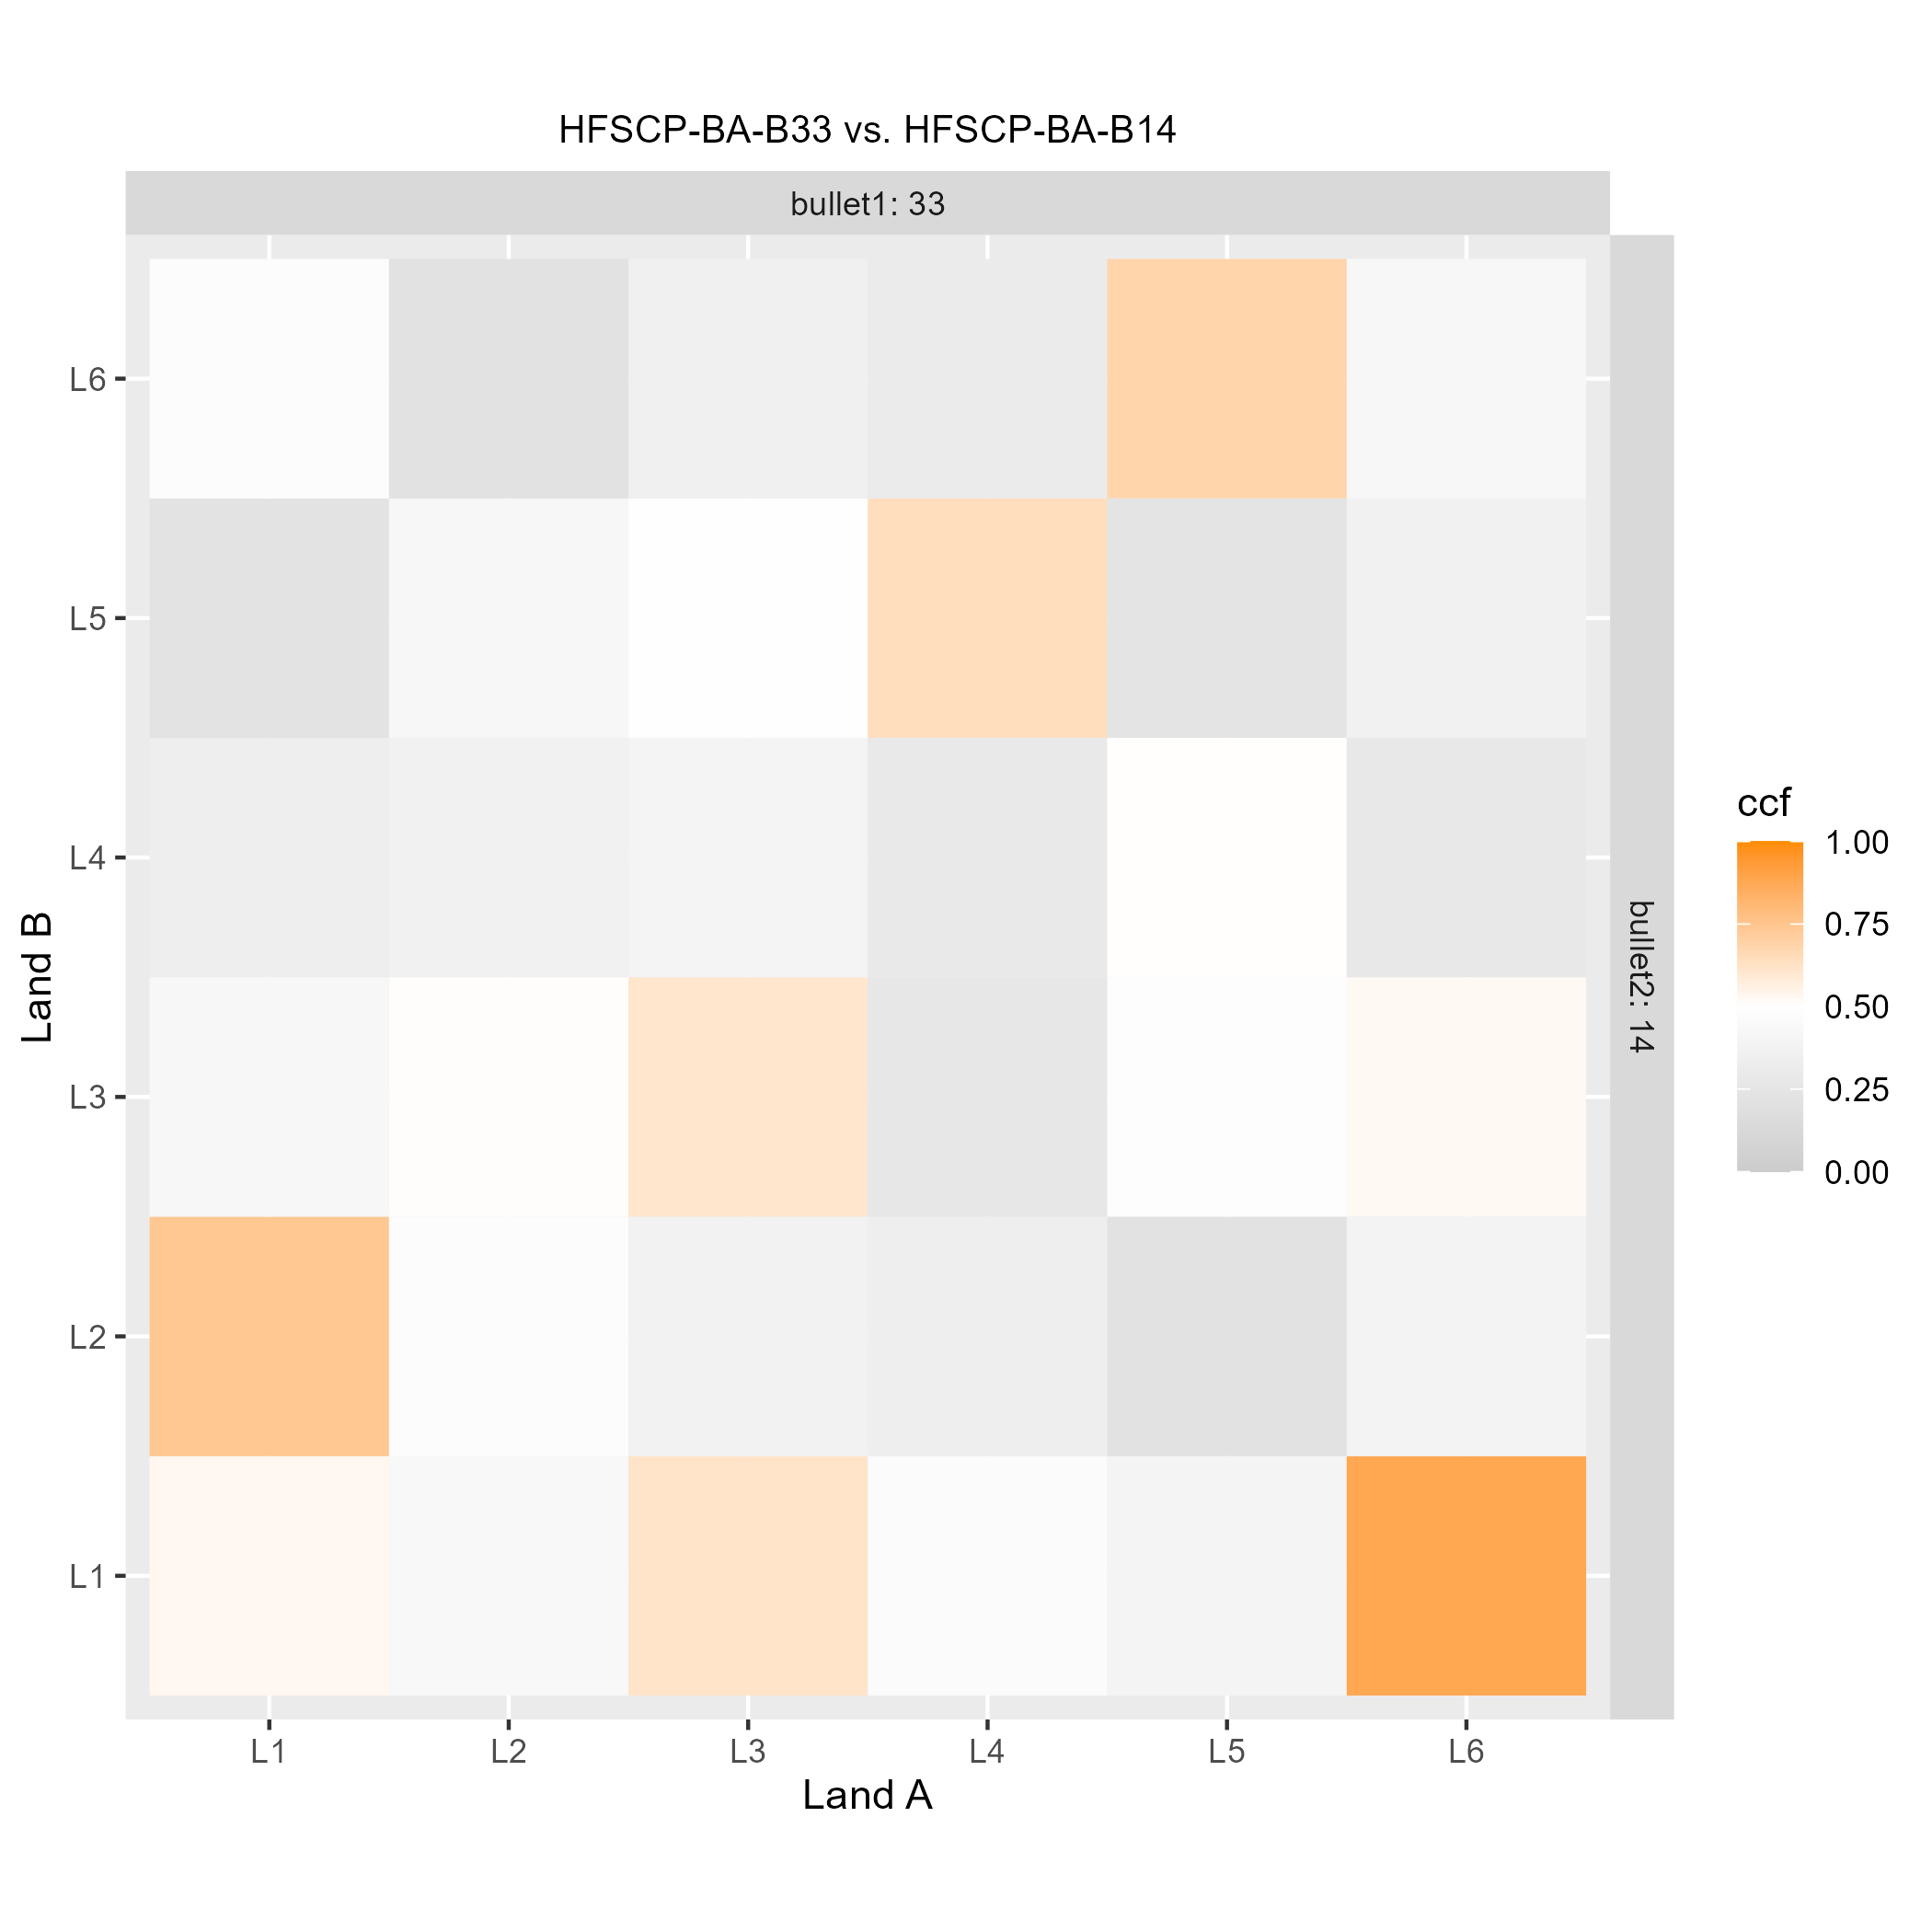 HFSCP-BA-B33 vs. HFSCP-BA-B14
bullet1: 33
L6
L5
L4
L3
L2
L1
Land B
bullet2: 14
L1 L2 L3 L4 L5 L6
Land A
ccf
1.00
0.75
0.50
0.25
0.00